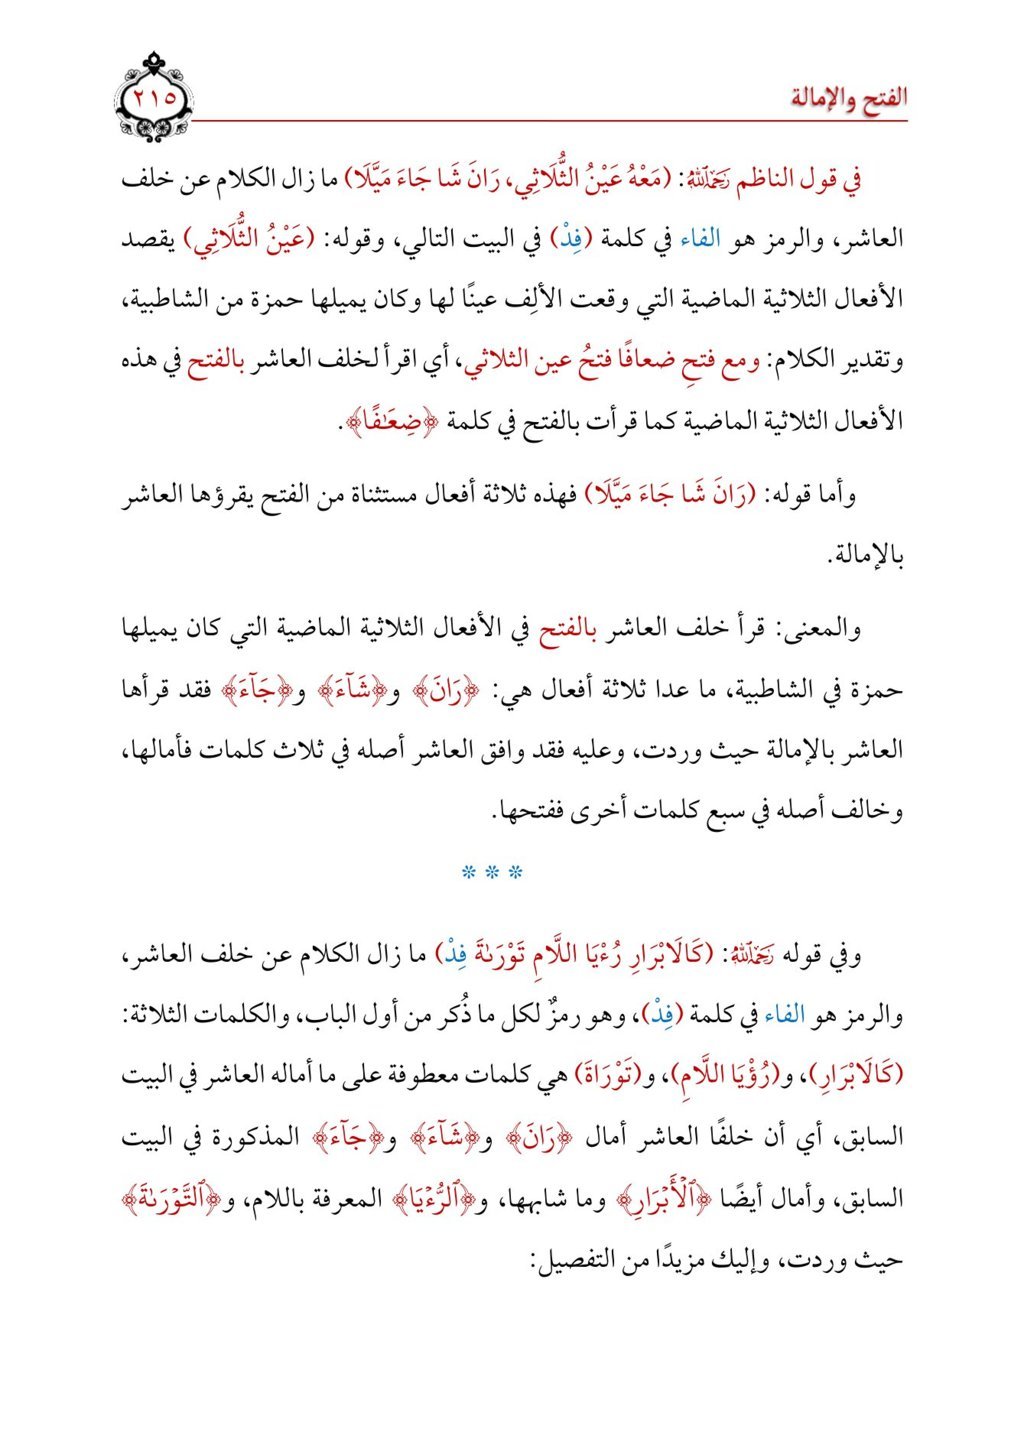 الفتح والإمالة
٢١٥
في قول الناظم رَحِمَهُ اللَّهُ: (مَعْهُ عَيْنُ الثُّلَاثِي، رَانَ شَا جَاءَ مَيَّلَا) ما زال الكلام عن خلف
العاشر، والرمز هو الفاء في كلمة (فِدْ) في البيت التالي، وقوله: (عَيْنُ الثُّلَاثِي) يقصد
الأفعال الثلاثية الماضية التي وقعت الألِف عينًا لها وكان يميلها حمزة من الشاطبية،
وتقدير الكلام: ومع فتحِ ضعافًا فتحُ عين الثلاثي، أي اقرأ لخلف العاشر بالفتح في هذه
الأفعال الثلاثية الماضية كما قرأت بالفتح في كلمة ﴿ضِعَٰفًا﴾.
وأما قوله: (رَانَ شَا جَاءَ مَيَّلَا) فهذه ثلاثة أفعال مستثناة من الفتح يقرؤها العاشر
بالإمالة.
والمعنى: قرأ خلف العاشر بالفتح في الأفعال الثلاثية الماضية التي كان يميلها
حمزة في الشاطبية، ما عدا ثلاثة أفعال هي: ﴿رَانَ﴾ و﴿شَآءَ﴾ و﴿جَآءَ﴾ فقد قرأها
العاشر بالإمالة حيث وردت، وعليه فقد وافق العاشر أصله في ثلاث كلمات فأمالها،
وخالف أصله في سبع كلمات أخرى ففتحها.
* * *
وفي قوله رَحِمَهُ اللَّهُ: (كَالَابْرَارِ رُءْيَا اللَّامِ تَوْرَىٰةَ فِدْ) ما زال الكلام عن خلف العاشر،
والرمز هو الفاء في كلمة (فِدْ)، وهو رمزٌ لكل ما ذُكر من أول الباب، والكلمات الثلاثة:
(كَالَابْرَارِ)، و(رُؤْيَا اللَّامِ)، و(تَوْرَاةَ) هي كلمات معطوفة على ما أماله العاشر في البيت
السابق، أي أن خلفًا العاشر أمال ﴿رَانَ﴾ و﴿شَآءَ﴾ و﴿جَآءَ﴾ المذكورة في البيت
السابق، وأمال أيضًا ﴿ٱلْأَبْرَارِ﴾ وما شابهها، و﴿ٱلرُّءْيَا﴾ المعرفة باللام، و﴿ٱلتَّوْرَىٰةَ﴾
حيث وردت، وإليك مزيدًا من التفصيل: